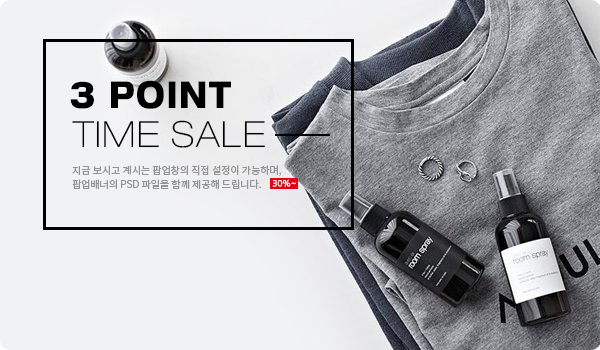 3 POINT
TIME SALE
지금 보시고 계시는 팝업창의 직접 설정이 가능하며,
팝업배너의 PSD 파일을 함께 제공해 드립니다. 30%~
room spray
room spray